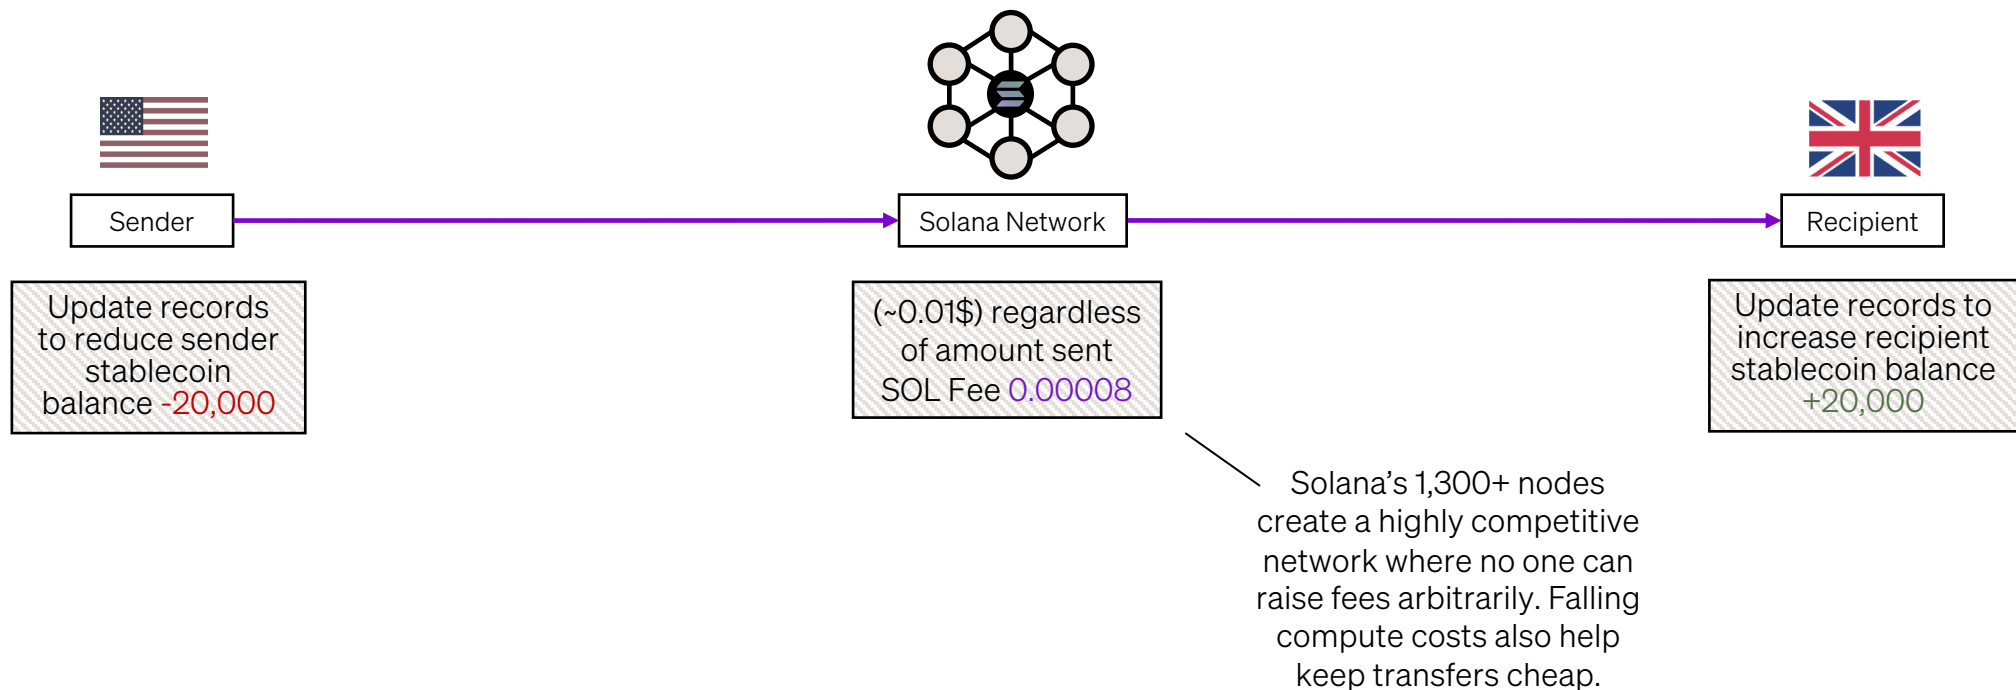 Sender
Solana Network
Recipient
Update records
to reduce sender
stablecoin
balance -20,000
(~0.01$) regardless
of amount sent
SOL Fee 0.00008
Update records to
increase recipient
stablecoin balance
+20,000
Solana’s 1,300+ nodes
create a highly competitive
network where no one can
raise fees arbitrarily. Falling
compute costs also help
keep transfers cheap.